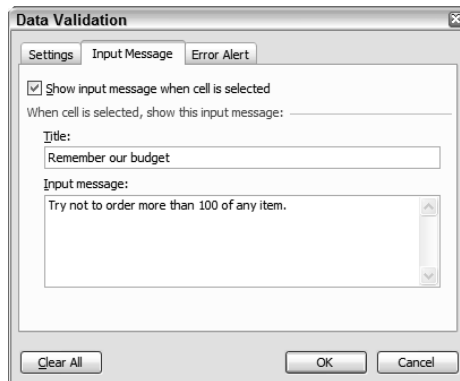 Data Validation
Settings Input Message Error Alert
Show input message when cell is selected
When cell is selected, show this input message:
Title:
Remember our budget
Input message:
Try not to order more than 100 of any item.
Clear All OK Cancel